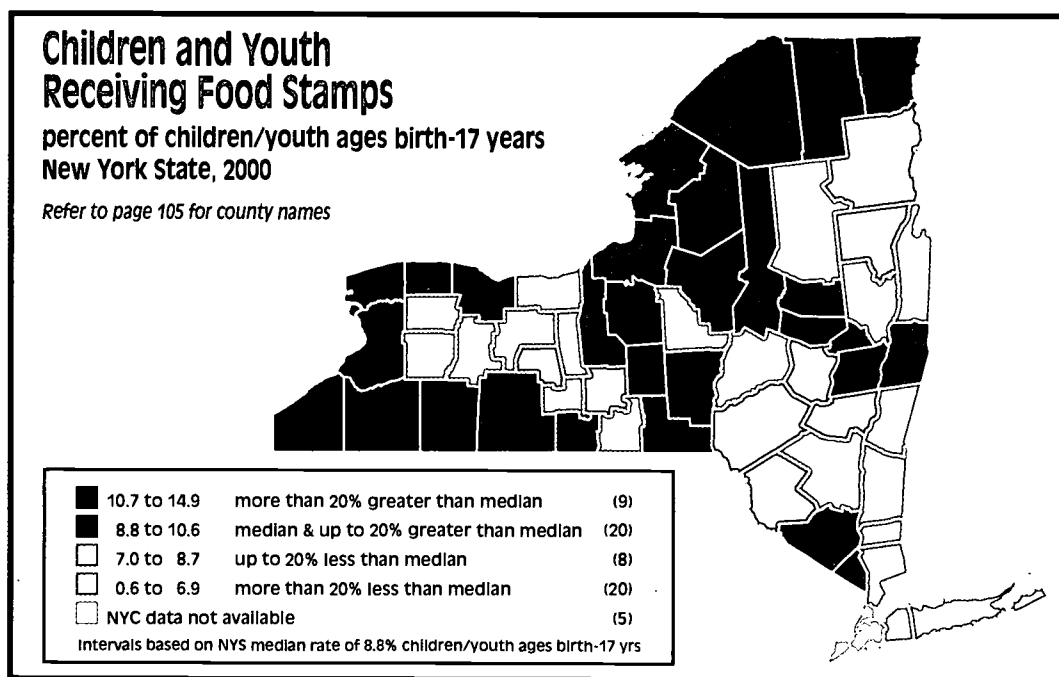 Children and Youth
Receiving Food Stamps
percent of children/youth ages birth-17 years
New York State, 2000
Refer to page 105 for county names
10.7 to 14.9 more than 20% greater than median (9)
8.8 to 10.6 median & up to 20% greater than median (20)
7.0 to 8.7 up to 20% less than median (8)
0.6 to 6.9 more than 20% less than median (20)
NYC data not available (5)
Intervals based on NYS median rate of 8.8% children/youth ages birth-17 yrs